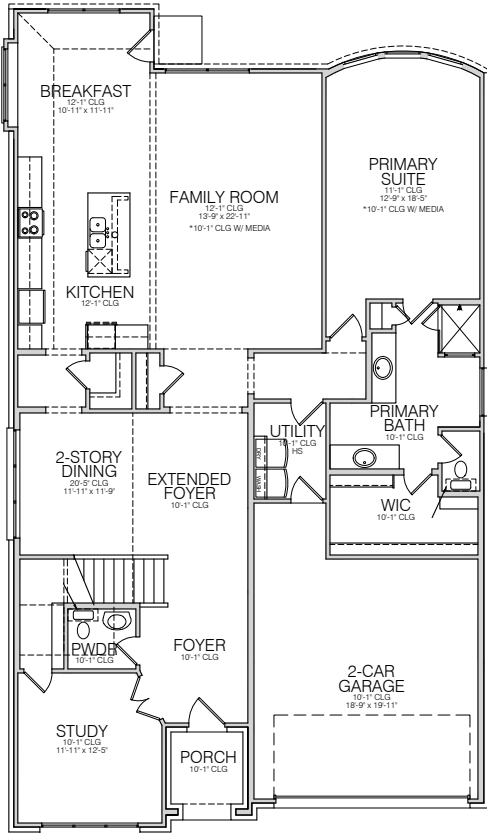 BREAKFAST
12'-1" CLG
10'-11" x 11'-11"
PRIMARY
SUITE
11'-1" CLG
12'-9" x 18'-5"
*10'-1" CLG W/ MEDIA
FAMILY ROOM
12'-1" CLG
13'-9" x 22'-11"
*10'-1" CLG W/ MEDIA
KITCHEN
12'-1" CLG
PRIMARY
BATH
10'-1" CLG
UTILITY
10'-1" CLG
HS
DRY
WASH
2-STORY
DINING
20'-5" CLG
11'-11" x 11'-9"
EXTENDED
FOYER
10'-1" CLG
WIC
10'-1" CLG
PWDR
10'-1" CLG
FOYER
10'-1" CLG
2-CAR
GARAGE
10'-1" CLG
18'-9" x 19'-11"
STUDY
10'-1" CLG
11'-11" x 12'-5"
PORCH
10'-1" CLG